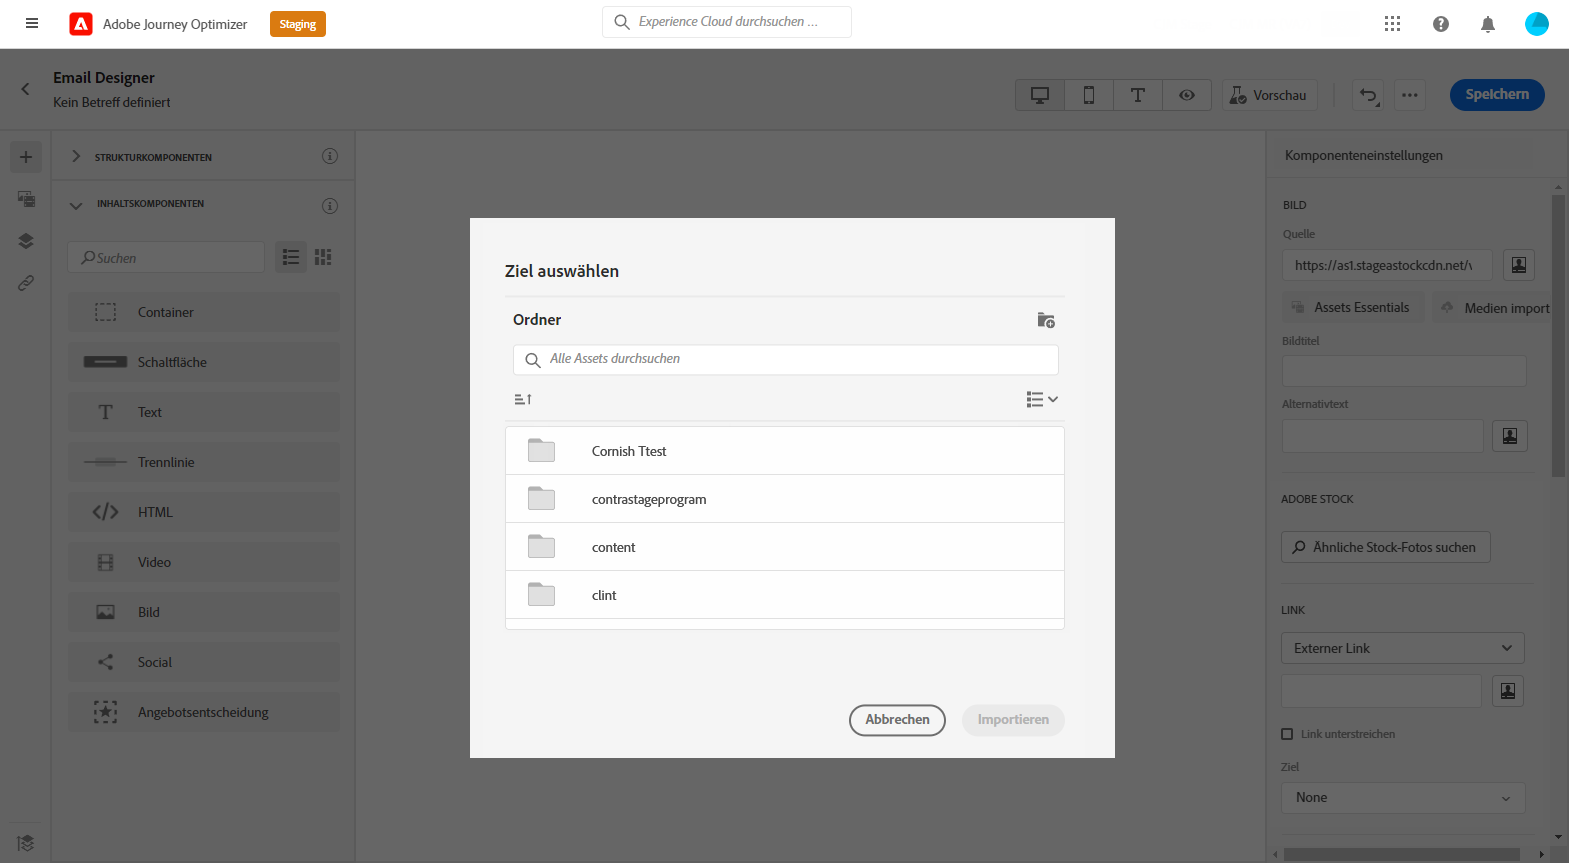 Adobe Journey Optimizer
Staging
Experience Cloud durchsuchen ...
Email Designer
Kein Betreff definiert
Vorschau
Speichern
STRUKTURKOMPONENTEN
INHALTSKOMPONENTEN
Suchen
Container
Schaltfläche
Text
Trennlinie
HTML
Video
Bild
Social
Angebotsentscheidung
Ziel auswählen
Ordner
Alle Assets durchsuchen
Cornish Ttest
contrastageprogram
content
clint
Abbrechen
Importieren
Komponenteneinstellungen
BILD
Quelle
https://as1.stageastockcdn.net/v
Assets Essentials
Medien import
Bildtitel
Alternativtext
ADOBE STOCK
Ähnliche Stock-Fotos suchen
LINK
Externer Link
Link unterstreichen
Ziel
None